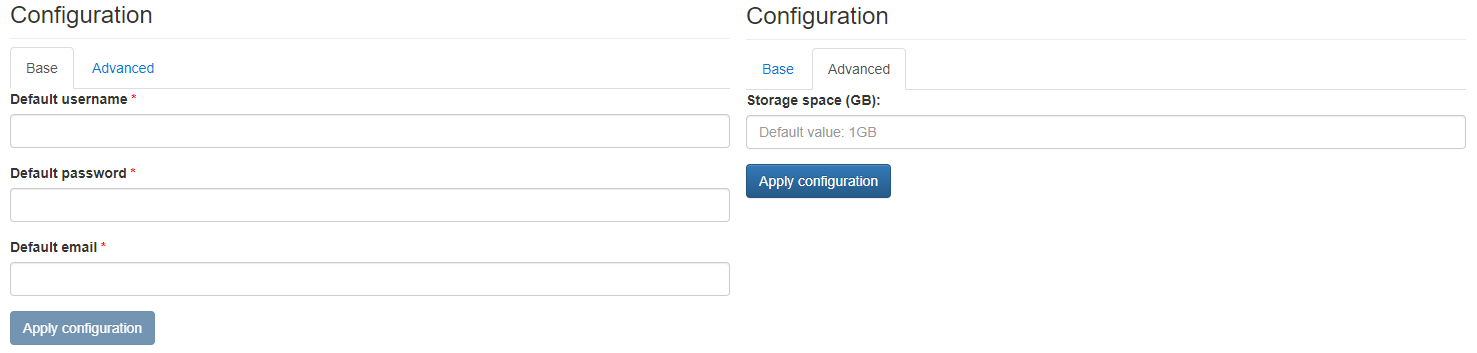 Configuration
Base Advanced
Default username *
Default password *
Default email *
Apply configuration
Configuration
Base Advanced
Storage space (GB):
Default value: 1GB
Apply configuration